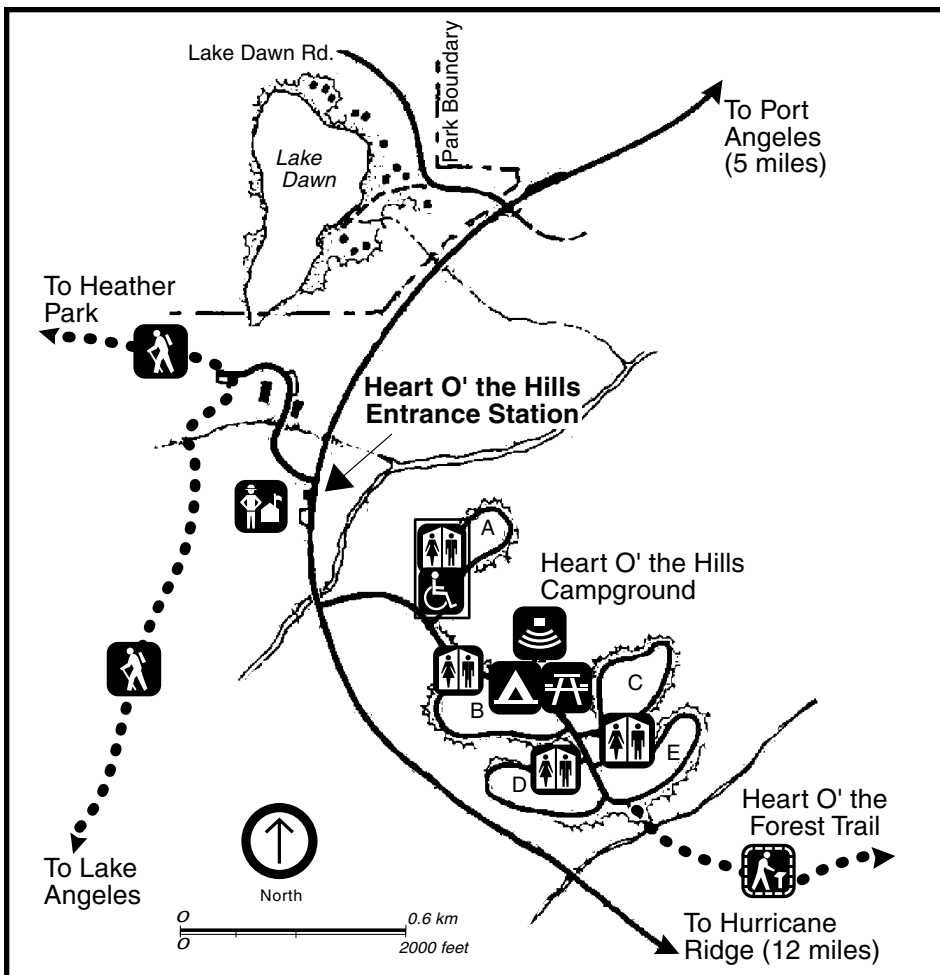 Lake Dawn Rd.
Park Boundary
To Port
Angeles
(5 miles)
Lake
Dawn
To Heather
Park
Heart O' the Hills
Entrance Station
A
Heart O' the Hills
Campground
C
B
E
D
Heart O' the
Forest Trail
To Lake
Angeles
North
0 0.6 km
0 2000 feet
To Hurricane
Ridge (12 miles)